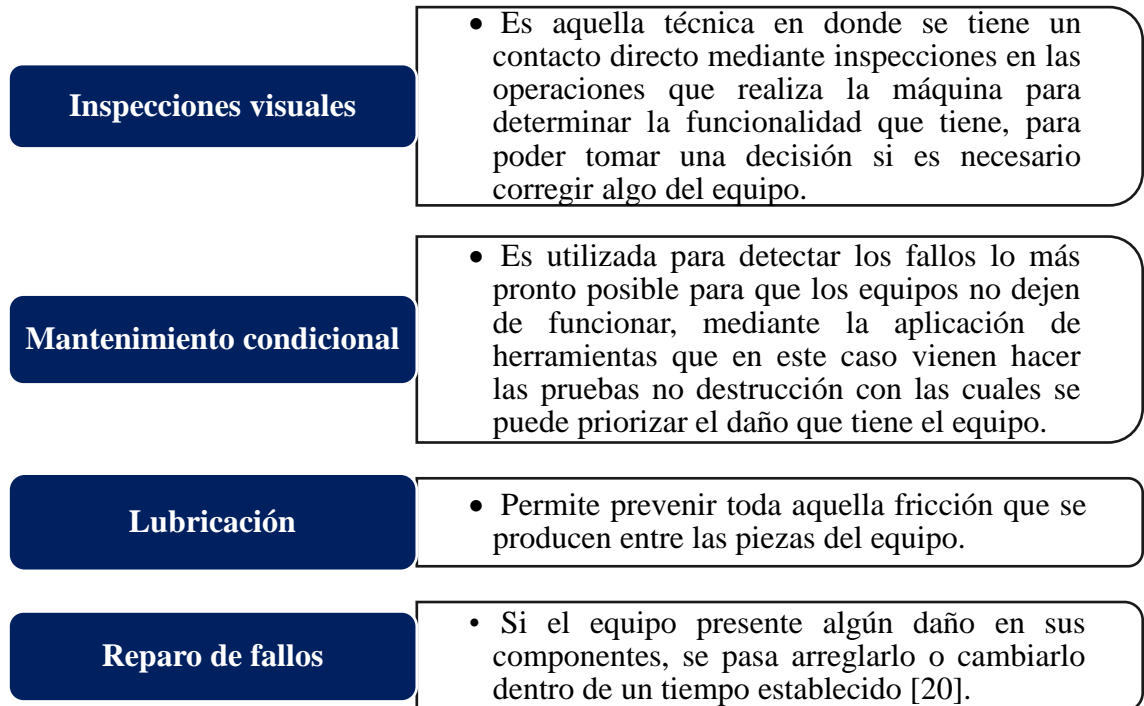 Inspecciones visuales
• Es aquella técnica en donde se tiene un
contacto directo mediante inspecciones en las
operaciones que realiza la máquina para
determinar la funcionalidad que tiene, para
poder tomar una decisión si es necesario
corregir algo del equipo.
Mantenimiento condicional
• Es utilizada para detectar los fallos lo más
pronto posible para que los equipos no dejen
de funcionar, mediante la aplicación de
herramientas que en este caso vienen hacer
las pruebas no destrucción con las cuales se
puede priorizar el daño que tiene el equipo.
Lubricación
• Permite prevenir toda aquella fricción que se
producen entre las piezas del equipo.
Reparo de fallos
• Si el equipo presente algún daño en sus
componentes, se pasa arreglarlo o cambiarlo
dentro de un tiempo establecido [20].